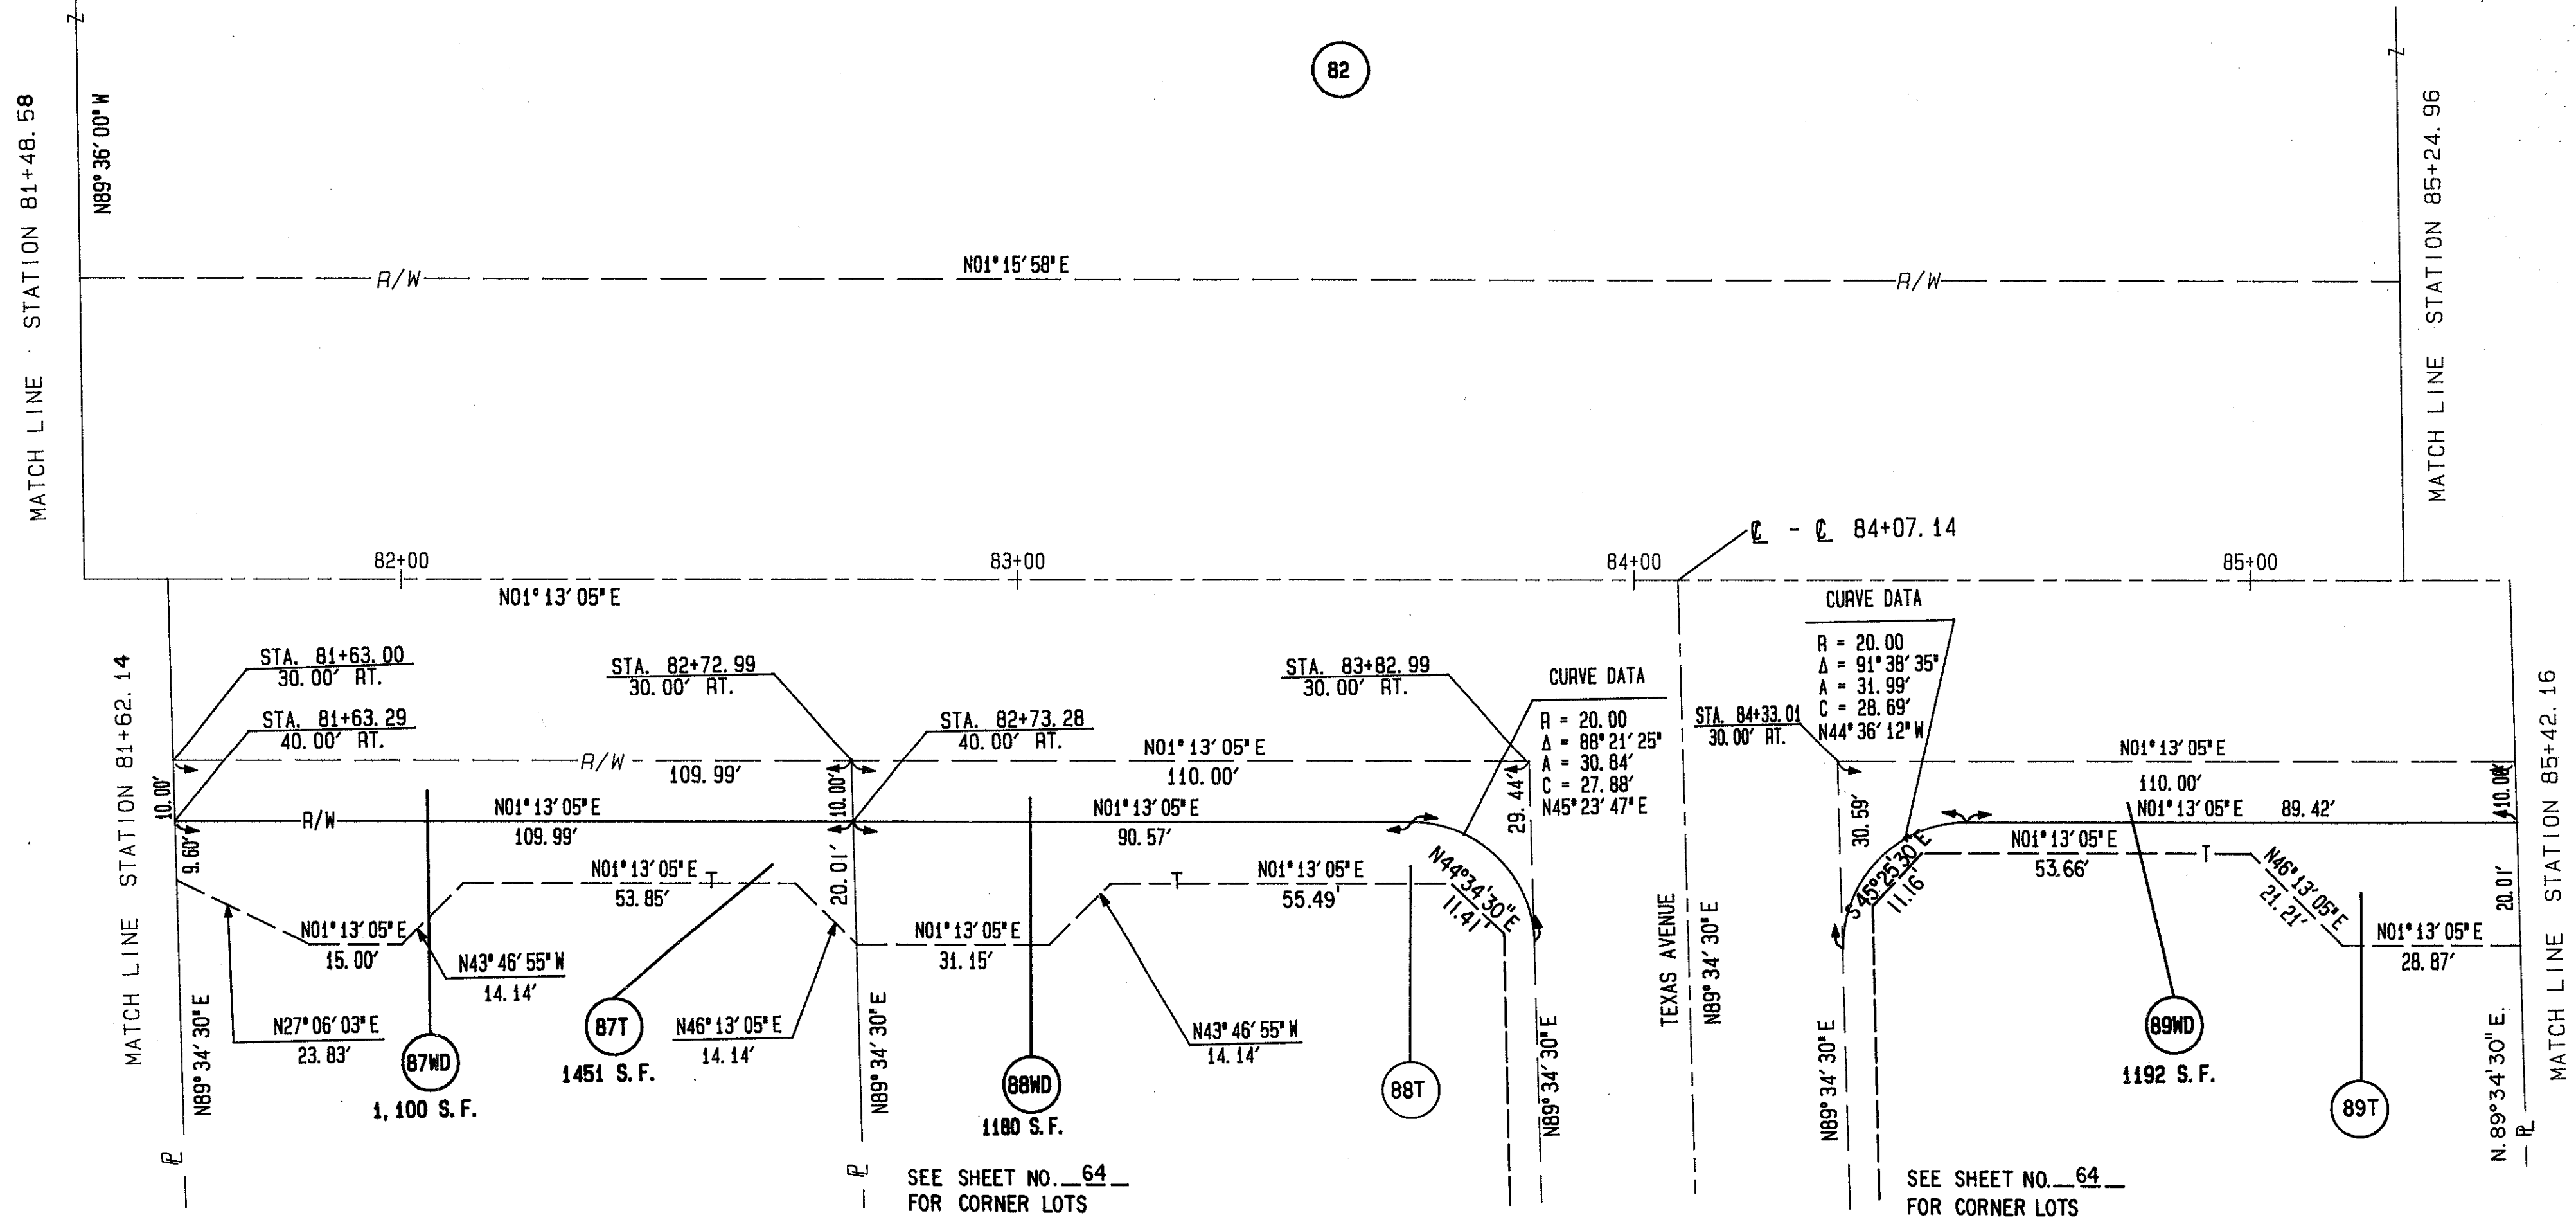 82
MATCH LINE - STATION 81+48.58
N89°36'00"W
MATCH LINE STATION 85+24.96
R/W
N01°15'58"E
R/W
82+00
83+00
84+00
85+00
N01°13'05"E
℄ - ℄ 84+07.14
MATCH LINE STATION 81+62.14
STA. 81+63.00
30.00' RT.
STA. 81+63.29
40.00' RT.
STA. 82+72.99
30.00' RT.
STA. 82+73.28
40.00' RT.
STA. 83+82.99
30.00' RT.
CURVE DATA
R = 20.00
Δ = 88°21'25"
A = 30.84'
C = 27.88'
N45°23'47"E
CURVE DATA
R = 20.00
Δ = 91°38'35"
A = 31.99'
C = 28.69'
N44°36'12"W
STA. 84+33.01
30.00' RT.
R/W
109.99'
N01°13'05"E
110.00'
N01°13'05"E
110.00'
10.00'
R/W
N01°13'05"E
109.99'
10.00'
N01°13'05"E
90.57'
29.44'
30.59'
N01°13'05"E 89.42'
10.00'
9.60'
N01°13'05"E
53.85'
T
20.01'
T
N01°13'05"E
55.49'
N44°34'30"E
11.41'
S45°25'30"E
11.16'
N01°13'05"E
53.66'
T
N46°13'05"E
21.21'
20.01'
N01°13'05"E
15.00'
N43°46'55"W
14.14'
N01°13'05"E
31.15'
N01°13'05"E
28.87'
N27°06'03"E
23.83'
N46°13'05"E
14.14'
N43°46'55"W
14.14'
N89°34'30"E
N89°34'30"E
N89°34'30"E
TEXAS AVENUE
N89°34'30"E
N89°34'30"E
N.89°34'30"E.
MATCH LINE STATION 85+42.16
87WD
1,100 S.F.
87T
1451 S.F.
88WD
1180 S.F.
88T
89WD
1192 S.F.
89T
℄
℄
℄
SEE SHEET NO. 64
FOR CORNER LOTS
SEE SHEET NO. 64
FOR CORNER LOTS